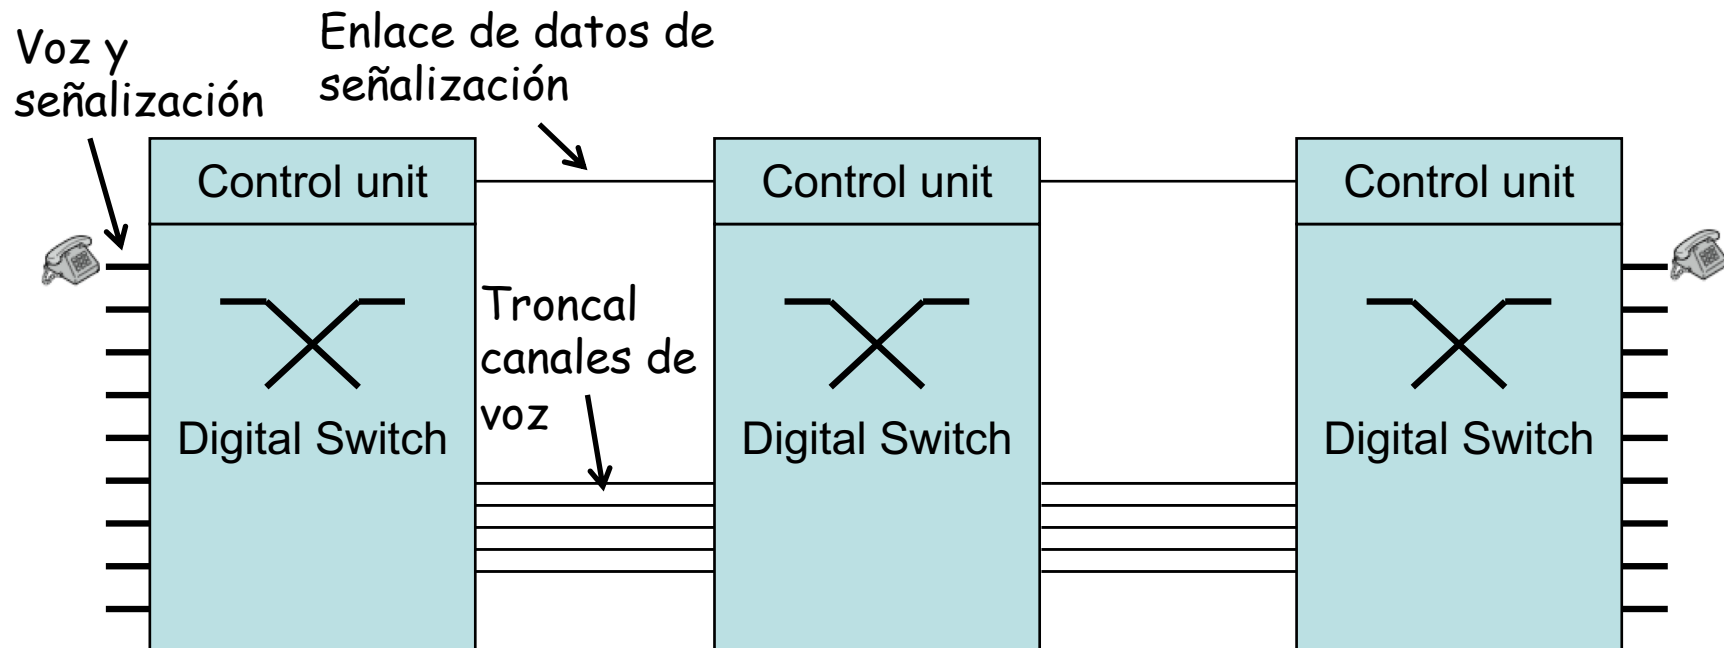 Voz y
señalización
Enlace de datos de
señalización
Control unit
Control unit
Control unit
Troncal
canales de
voz
Digital Switch
Digital Switch
Digital Switch